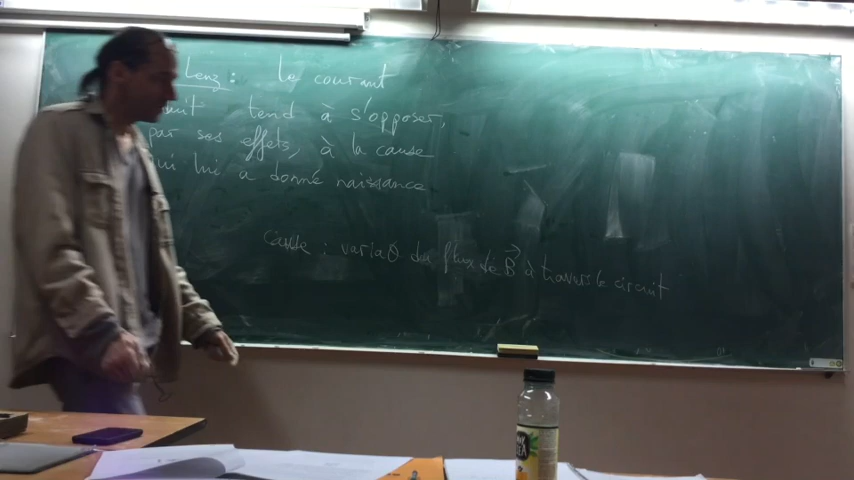 Lenz : Le courant
tend à s'opposer,
par ses effets, à la cause
lui a donné naissance
cause : varia° du flux de B⃗ à travers le circuit